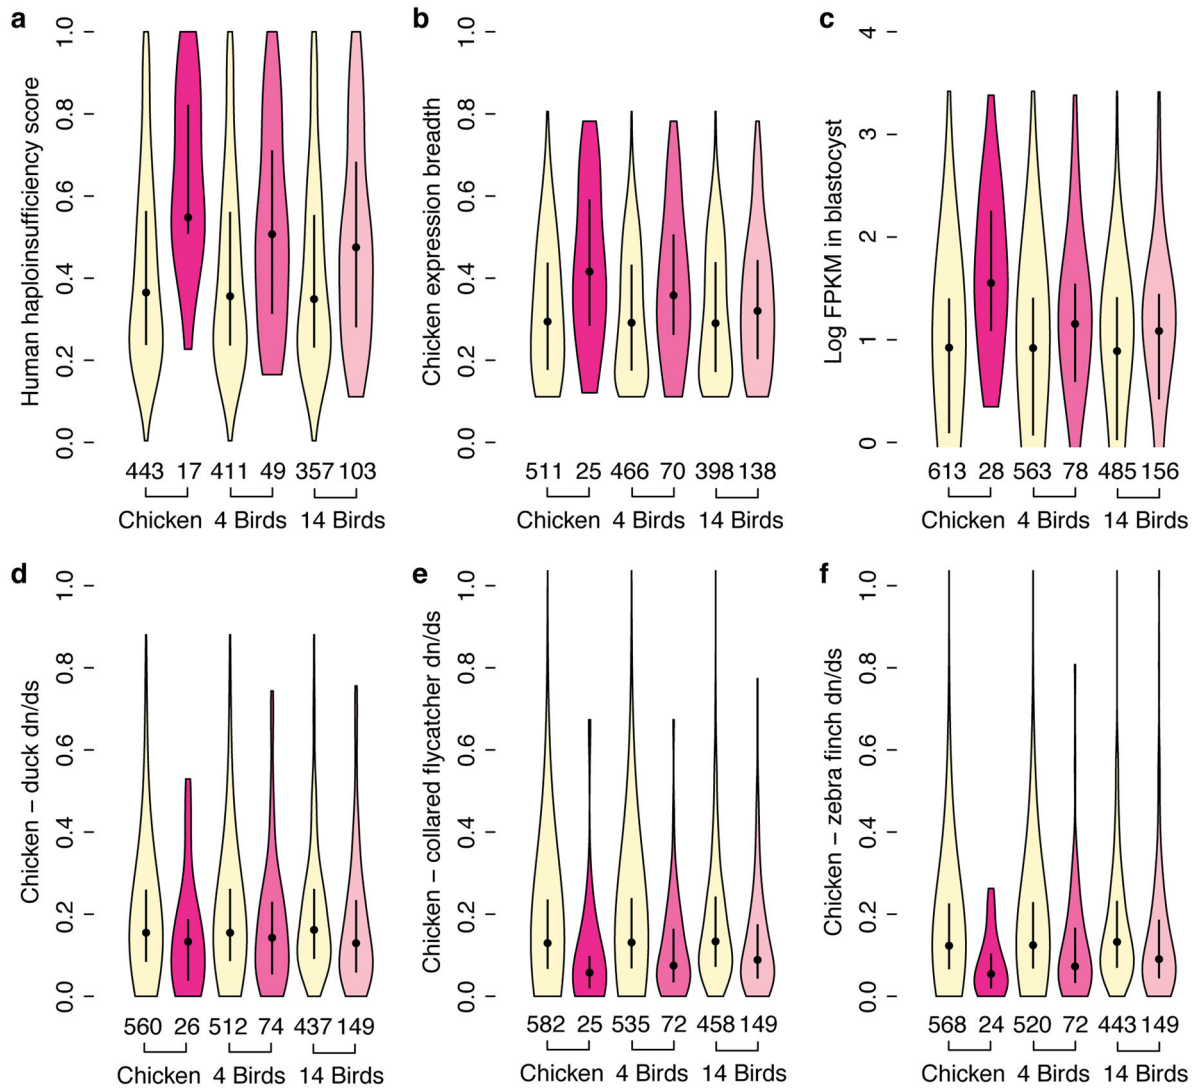 a
Human haploinsufficiency score
1.0
0.8
0.6
0.4
0.2
0.0
443 17 411 49 357 103
Chicken 4 Birds 14 Birds
b
Chicken expression breadth
1.0
0.8
0.6
0.4
0.2
0.0
511 25 466 70 398 138
Chicken 4 Birds 14 Birds
c
Log FPKM in blastocyst
4
3
2
1
0
613 28 563 78 485 156
Chicken 4 Birds 14 Birds
d
Chicken – duck dn/ds
1.0
0.8
0.6
0.4
0.2
0.0
560 26 512 74 437 149
Chicken 4 Birds 14 Birds
e
Chicken – collared flycatcher dn/ds
1.0
0.8
0.6
0.4
0.2
0.0
582 25 535 72 458 149
Chicken 4 Birds 14 Birds
f
Chicken – zebra finch dn/ds
1.0
0.8
0.6
0.4
0.2
0.0
568 24 520 72 443 149
Chicken 4 Birds 14 Birds